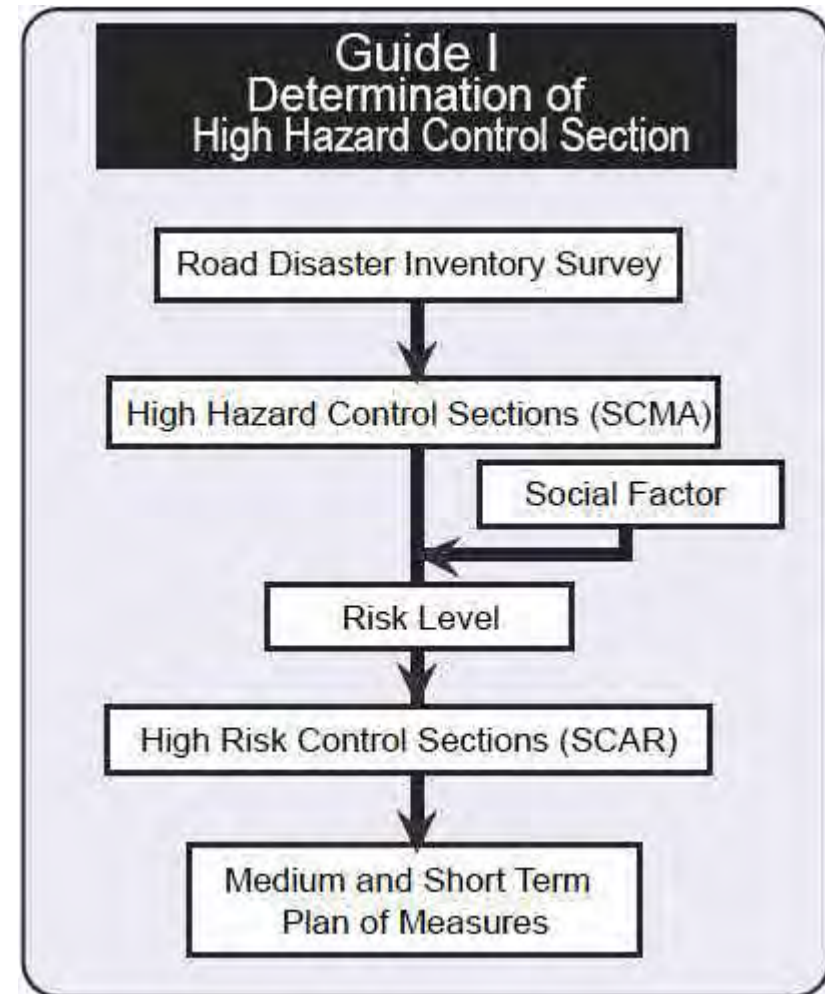 Guide I
Determination of
High Hazard Control Section
Road Disaster Inventory Survey
High Hazard Control Sections (SCMA)
Social Factor
Risk Level
High Risk Control Sections (SCAR)
Medium and Short Term
Plan of Measures